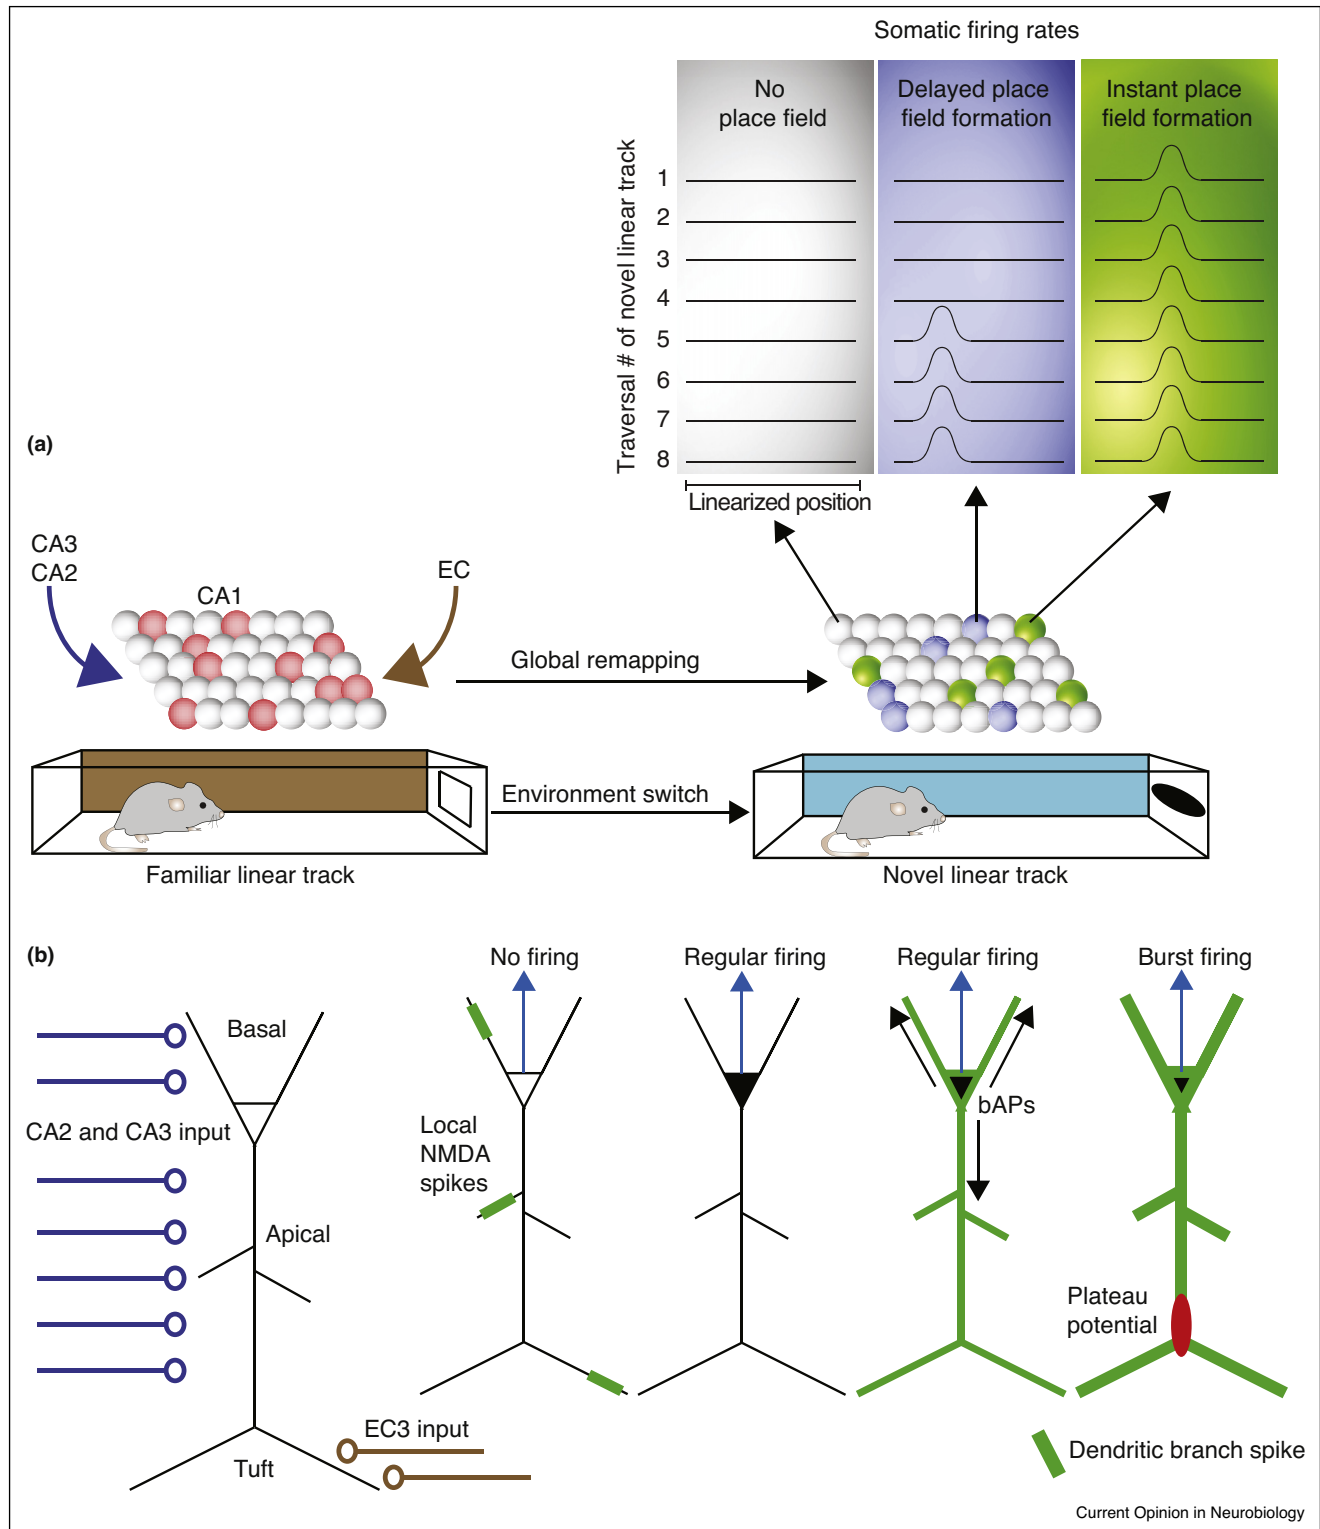 Somatic firing rates
No
place field
Delayed place
field formation
Instant place
field formation
Traversal # of novel linear track
1
2
3
4
5
6
7
8
Linearized position
(a)
CA3
CA2
CA1
EC
Global remapping
Environment switch
Familiar linear track
Novel linear track
(b)
No firing
Regular firing
Regular firing
Burst firing
Basal
CA2 and CA3 input
Apical
Tuft
EC3 input
Local
NMDA
spikes
bAPs
Plateau
potential
Dendritic branch spike
Current Opinion in Neurobiology